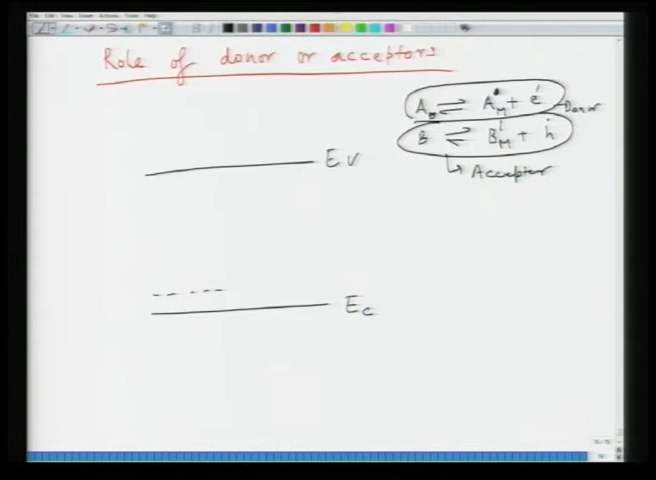 Role of donor or acceptors
A ⇌ A•M + e′ → Donor
B ⇌ B′M + h•
↳ Acceptor
EV
Ec